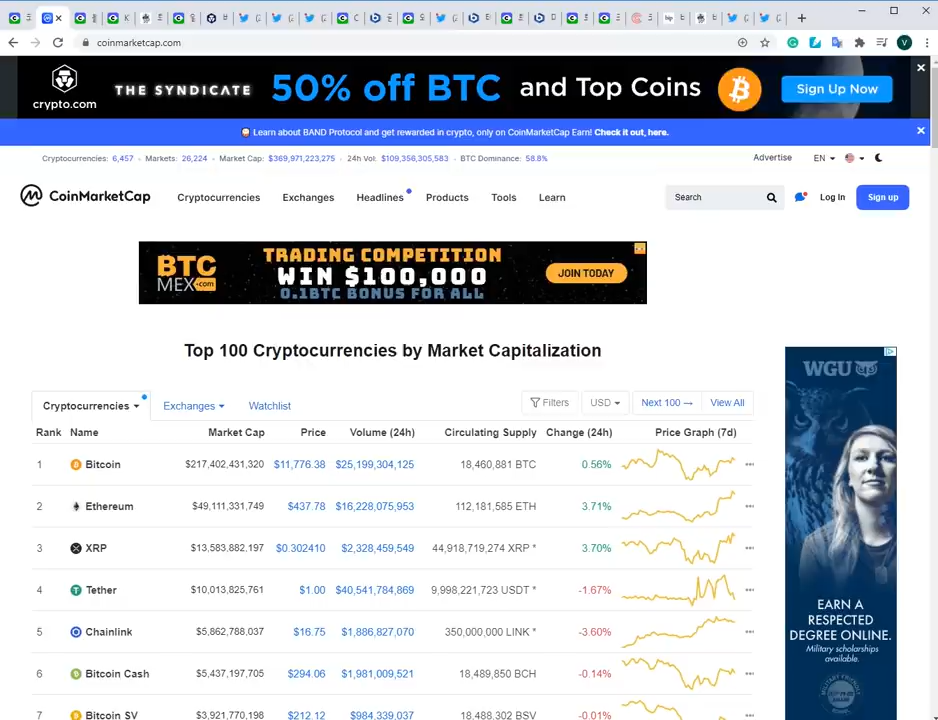 coinmarketcap.com
crypto.com
THE SYNDICATE 50% off BTC and Top Coins Sign Up Now
Learn about BAND Protocol and get rewarded in crypto, only on CoinMarketCap Earn! Check it out, here.
Cryptocurrencies: 6,457 Markets: 26,224 Market Cap: $369,971,223,275 24h Vol: $109,356,305,583 BTC Dominance: 58.8% Advertise EN
CoinMarketCap Cryptocurrencies Exchanges Headlines Products Tools Learn Search Log In Sign up
BTC
MEX.com
TRADING COMPETITION
WIN $100,000
0.1BTC BONUS FOR ALL
JOIN TODAY
Top 100 Cryptocurrencies by Market Capitalization
Cryptocurrencies Exchanges Watchlist Filters USD Next 100 → View All
Rank Name Market Cap Price Volume (24h) Circulating Supply Change (24h) Price Graph (7d)
1 Bitcoin $217,402,431,320 $11,776.38 $25,199,304,125 18,460,881 BTC 0.56%
2 Ethereum $49,111,331,749 $437.78 $16,228,075,953 112,181,585 ETH 3.71%
3 XRP $13,583,882,197 $0.302410 $2,328,459,549 44,918,719,274 XRP * 3.70%
4 Tether $10,013,825,761 $1.00 $40,541,784,869 9,998,221,723 USDT * -1.67%
5 Chainlink $5,862,788,037 $16.75 $1,886,827,070 350,000,000 LINK * -3.60%
6 Bitcoin Cash $5,437,197,705 $294.06 $1,981,009,521 18,489,850 BCH -0.14%
7 Bitcoin SV $3,921,770,198 $212.12 $984,339,037 18,488,302 BSV -0.01%
WGU
EARN A
RESPECTED
DEGREE ONLINE.
Military scholarships
available.